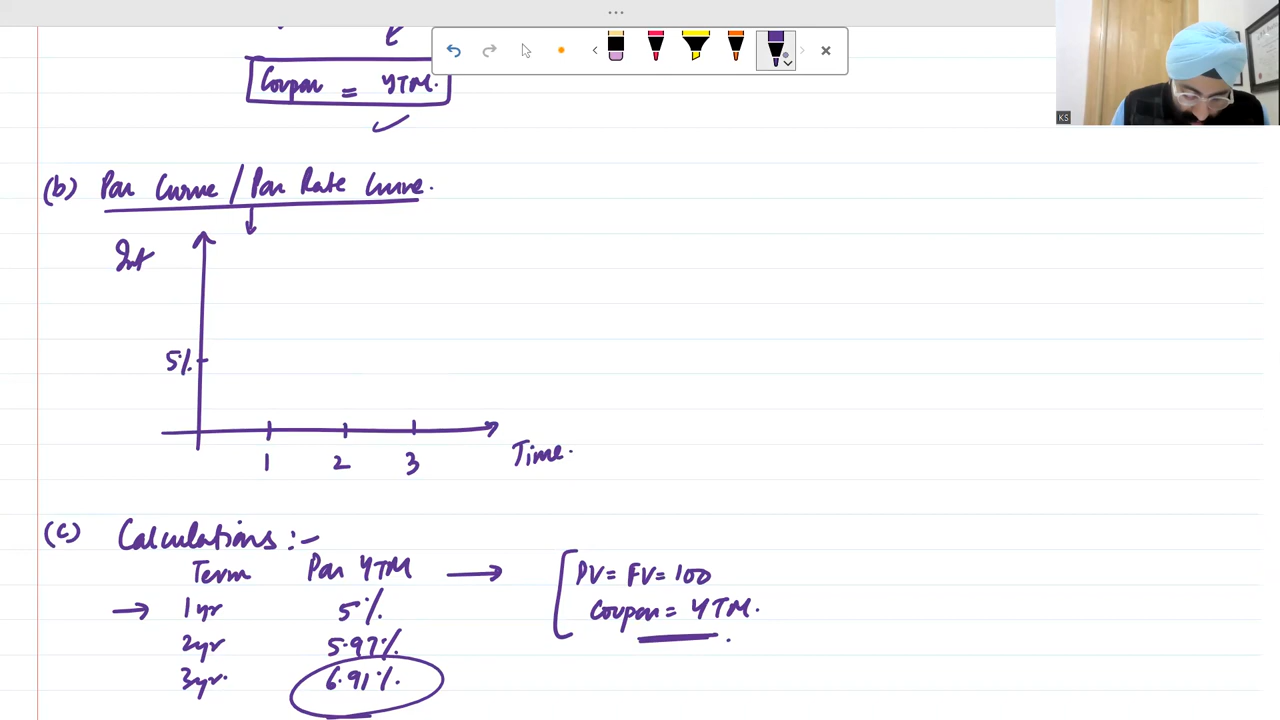 Coupon = YTM.
KS
(b) Par Curve / Par Rate Curve.
Int
5%
1 2 3
Time.
(c) Calculations :-
Term Par YTM → PV = FV = 100
→ 1yr 5% Coupon = YTM.
2yr 5.97%
3yr. 6.91%